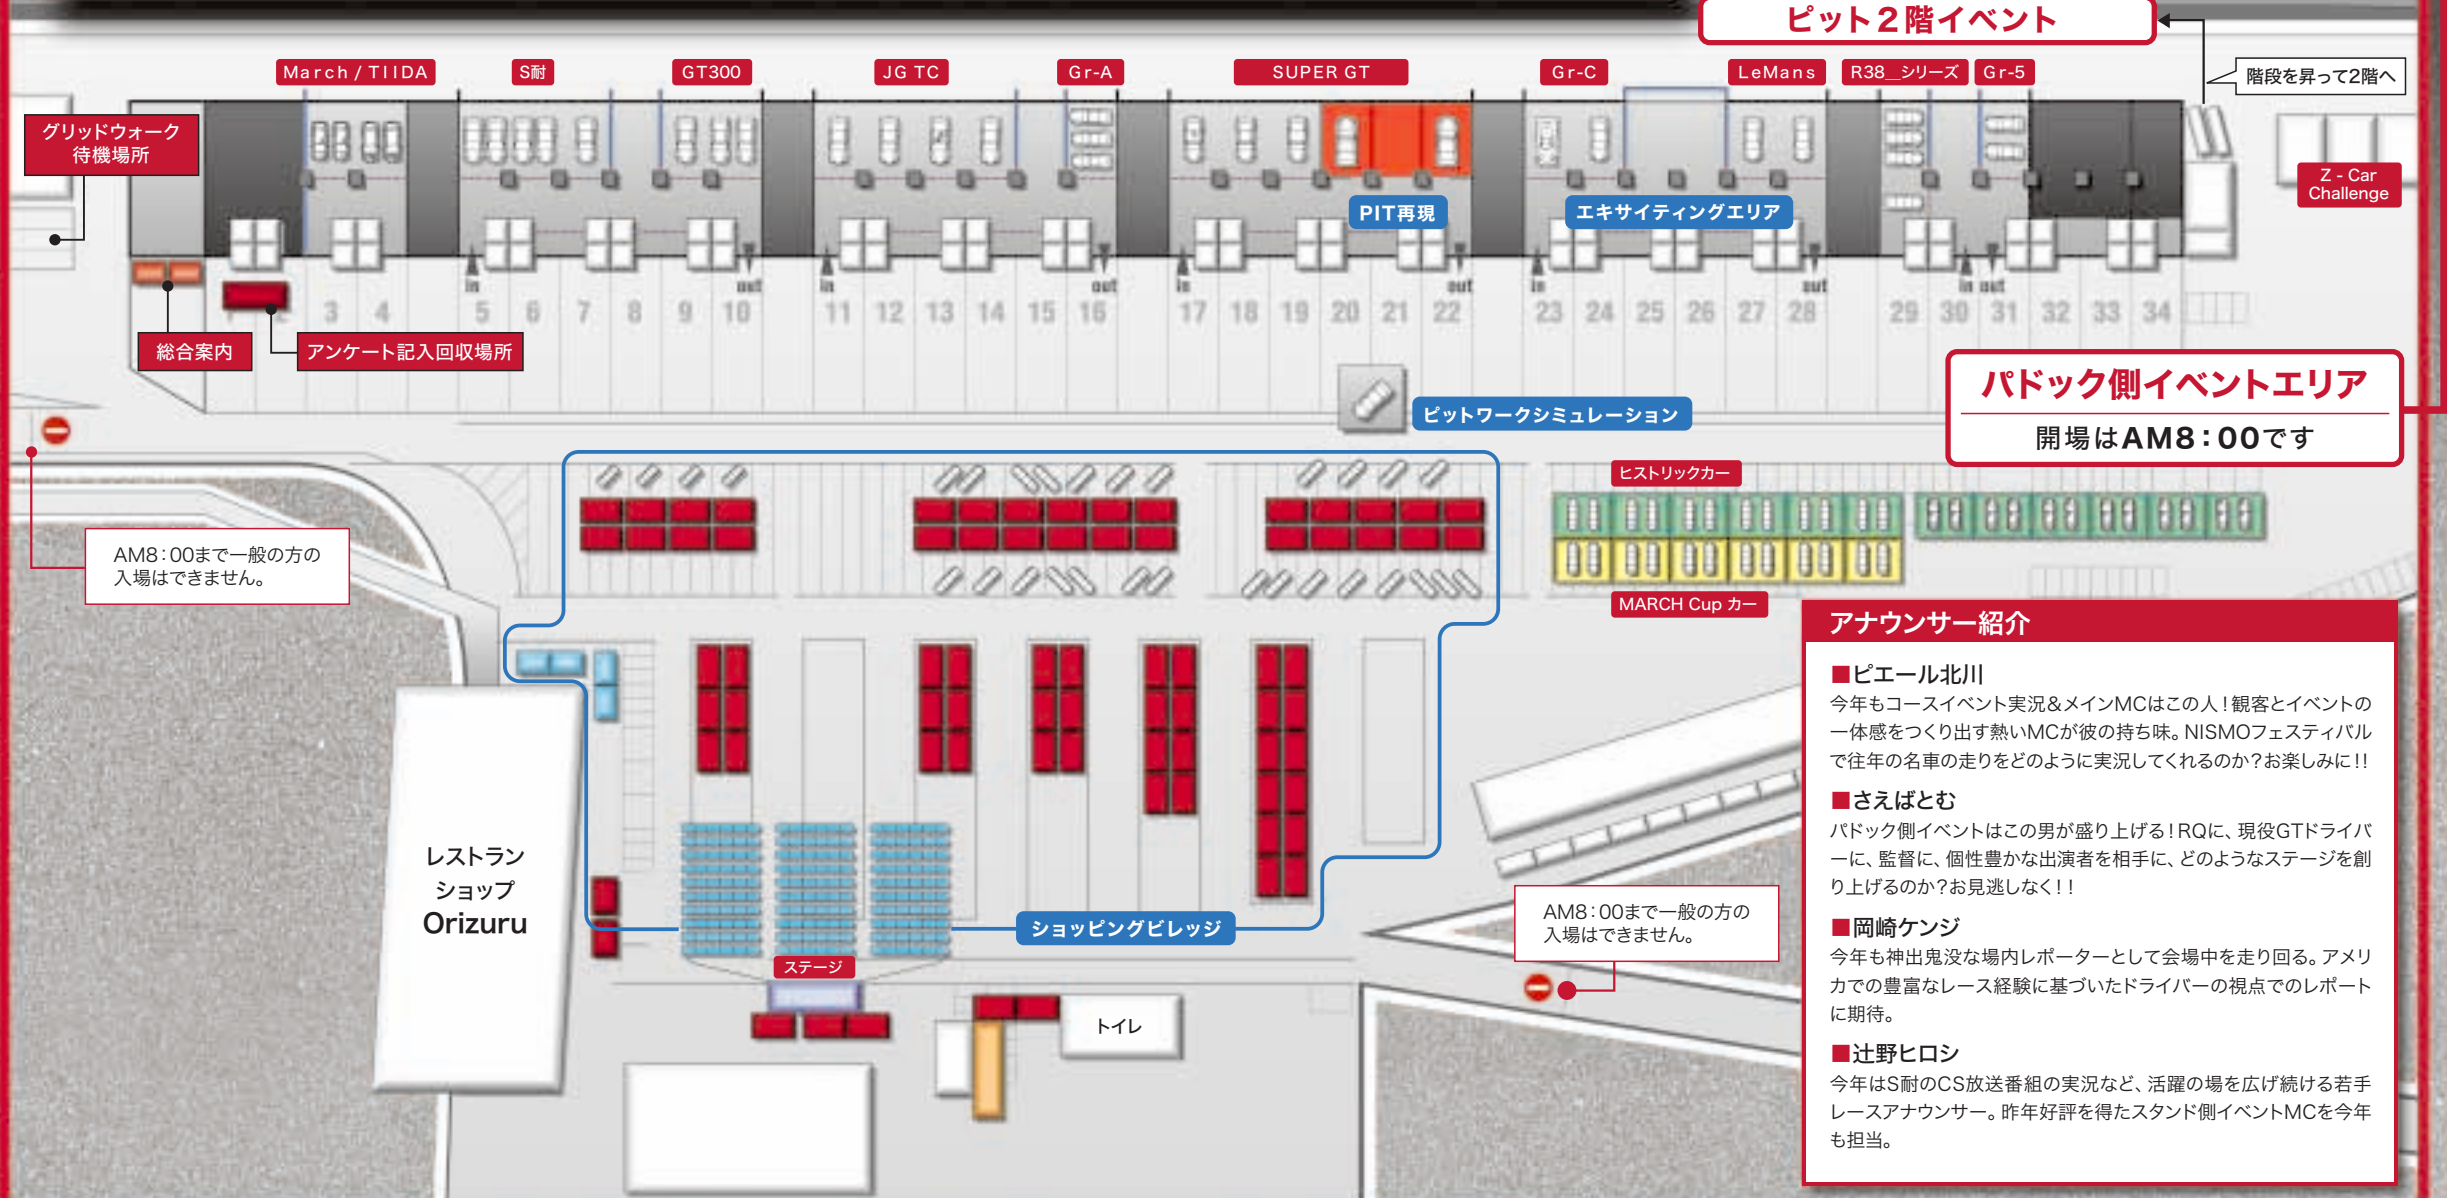 ピット２階イベント
階段を昇って2階へ
March / TIIDA
S耐
GT300
JG TC
Gr-A
SUPER GT
Gr-C
LeMans
R38__シリーズ
Gr-5
グリッドウォーク
待機場所
Z - Car
Challenge
PIT再現
エキサイティングエリア
in
out
in
out
in
out
in
out
in
out
3
4
5
6
7
8
9
10
11
12
13
14
15
16
17
18
19
20
21
22
23
24
25
26
27
28
29
30
31
32
33
34
総合案内
アンケート記入回収場所
パドック側イベントエリア
開場はAM8：00です
ピットワークシミュレーション
ヒストリックカー
AM8：00まで一般の方の
入場はできません。
MARCH Cup カー
レストラン
ショップ
Orizuru
ショッピングビレッジ
ステージ
トイレ
AM8：00まで一般の方の
入場はできません。
アナウンサー紹介
■ピエール北川
今年もコースイベント実況＆メインMCはこの人！観客とイベントの
一体感をつくり出す熱いMCが彼の持ち味。NISMOフェスティバル
で往年の名車の走りをどのように実況してくれるのか？お楽しみに！！
■さえばとむ
パドック側イベントはこの男が盛り上げる！RQに、現役GTドライバ
ーに、監督に、個性豊かな出演者を相手に、どのようなステージを創
り上げるのか？お見逃しなく！！
■岡崎ケンジ
今年も神出鬼没な場内レポーターとして会場中を走り回る。アメリ
カでの豊富なレース経験に基づいたドライバーの視点でのレポート
に期待。
■辻野ヒロシ
今年はS耐のCS放送番組の実況など、活躍の場を広げ続ける若手
レースアナウンサー。昨年好評を得たスタンド側イベントMCを今年
も担当。